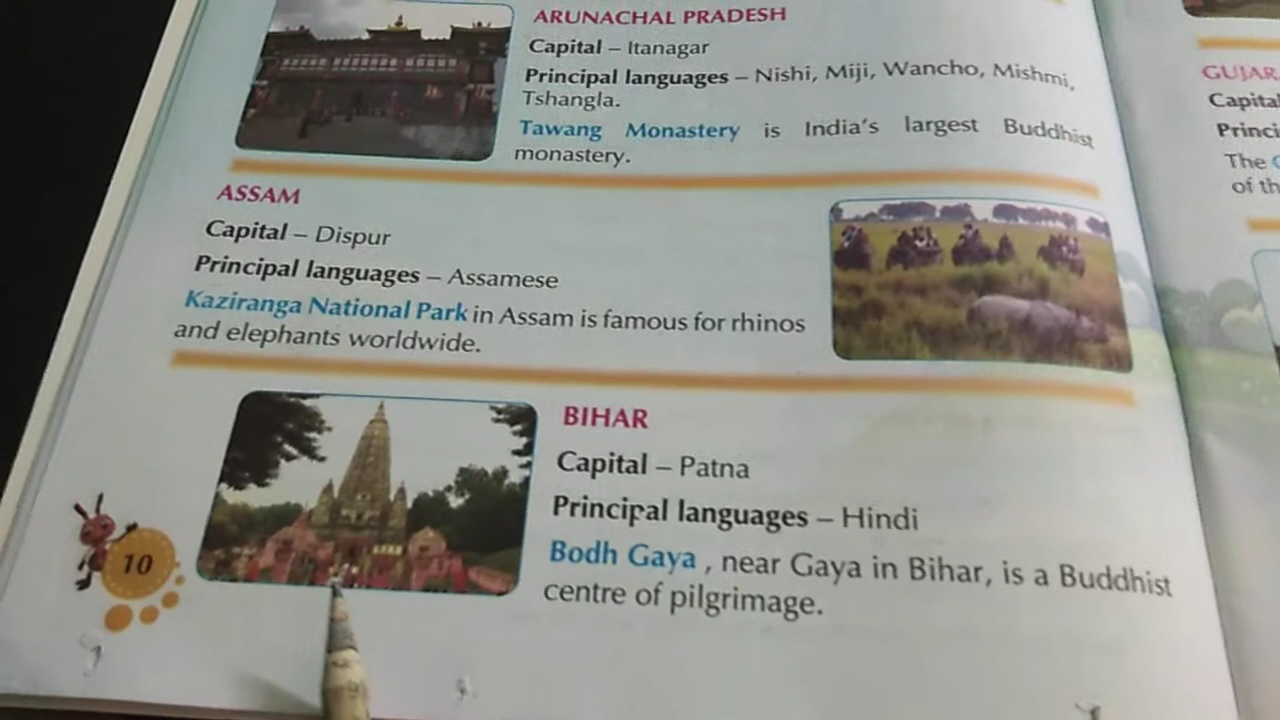 ARUNACHAL PRADESH
Capital – Itanagar
Principal languages – Nishi, Miji, Wancho, Mishmi,
Tshangla.
Tawang Monastery is India's largest Buddhist
monastery.
ASSAM
Capital – Dispur
Principal languages – Assamese
Kaziranga National Park in Assam is famous for rhinos
and elephants worldwide.
BIHAR
Capital – Patna
Principal languages – Hindi
Bodh Gaya , near Gaya in Bihar, is a Buddhist
centre of pilgrimage.
10
The
of